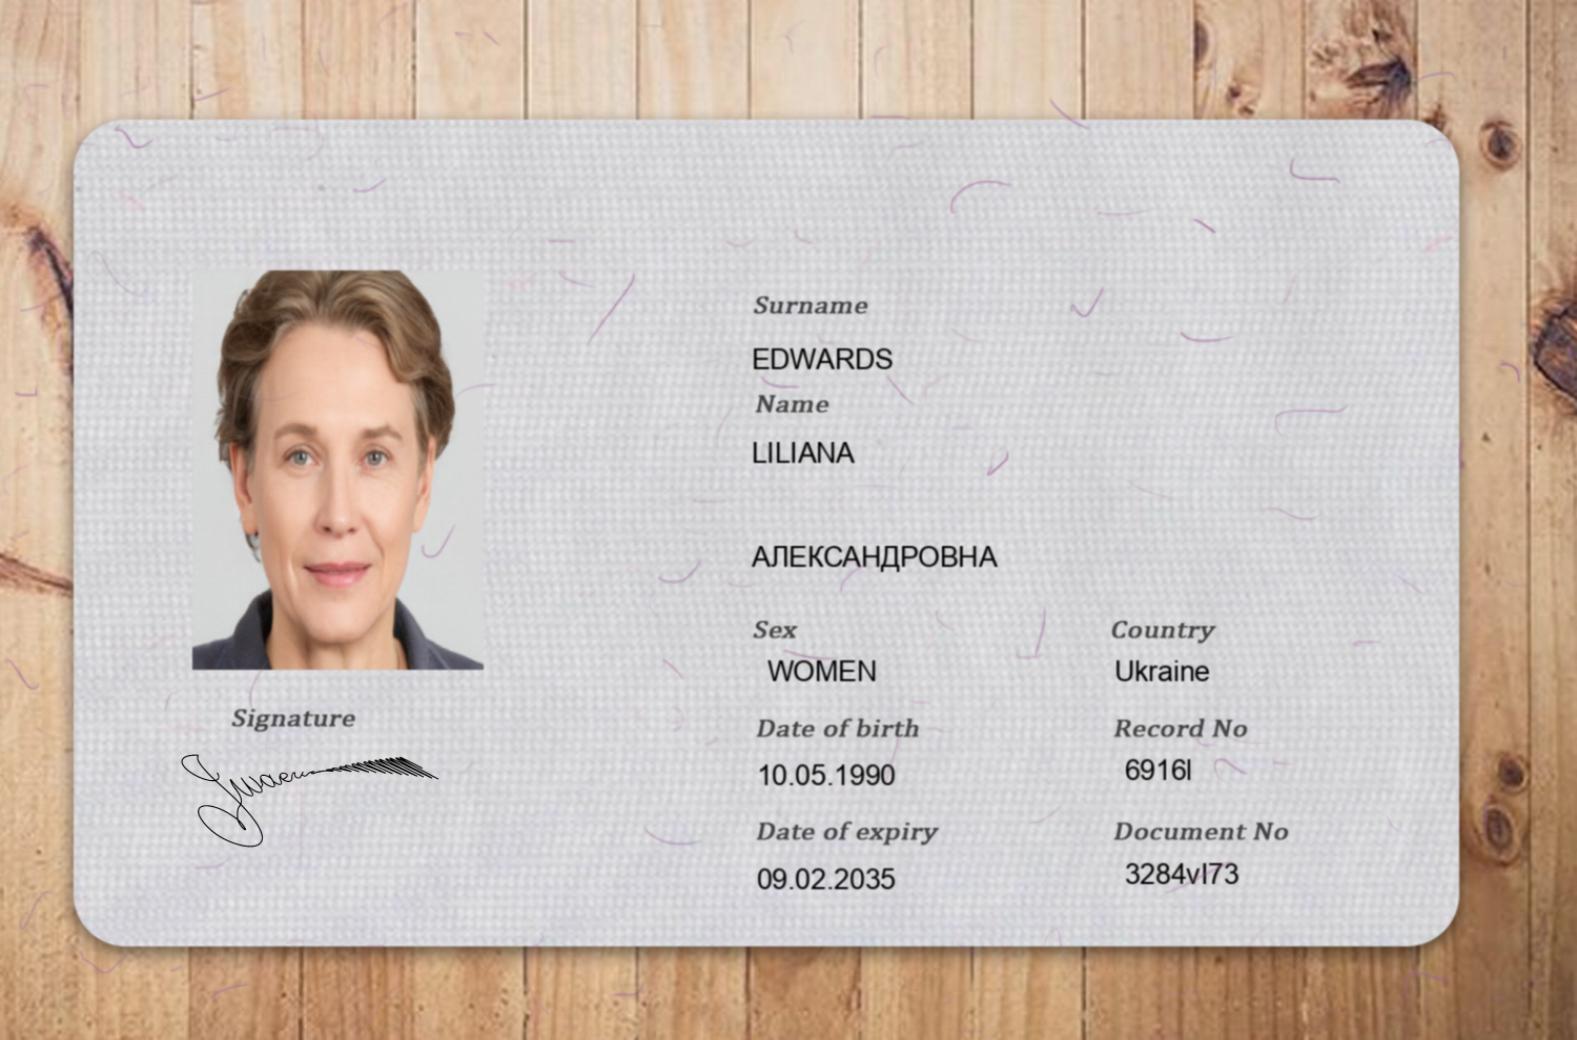 Surname
EDWARDS
Name
LILIANA
АЛЕКСАНДРОВНА
Sex
Country
WOMEN
Ukraine
Date of birth
Record No
10.05.1990
6916l
Signature
Date of expiry
Document No
09.02.2035
3284vl73